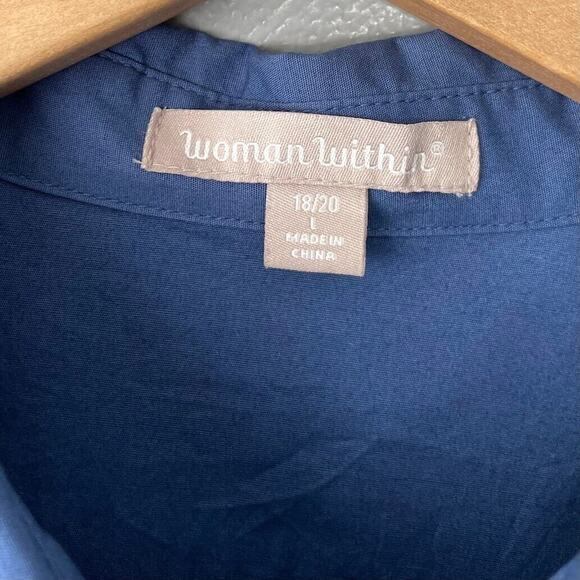 woman within®
18/20
L
MADE IN
CHINA